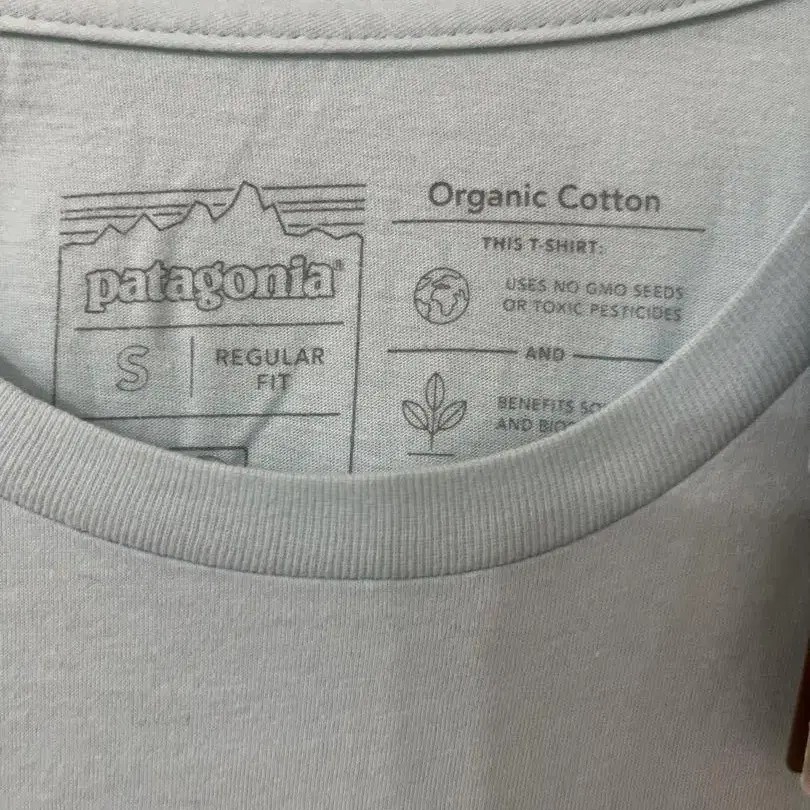 patagonia®
S
REGULAR
FIT
Organic Cotton
THIS T-SHIRT:
USES NO GMO SEEDS
OR TOXIC PESTICIDES
AND
BENEFITS
AND